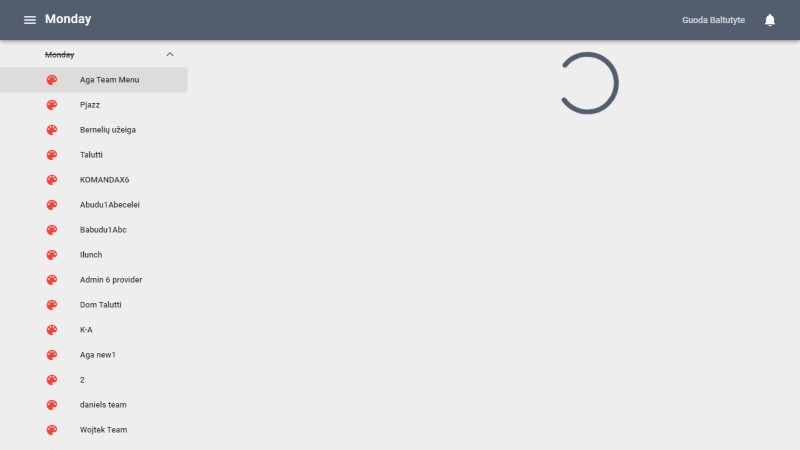 Monday
Guoda Baltutyte
Monday
Aga Team Menu
Pjazz
Bernelių užeiga
Talutti
KOMANDAX6
Abudu1Abecelei
Babudu1Abc
Ilunch
Admin 6 provider
Dom Talutti
K-A
Aga new1
2
daniels team
Wojtek Team